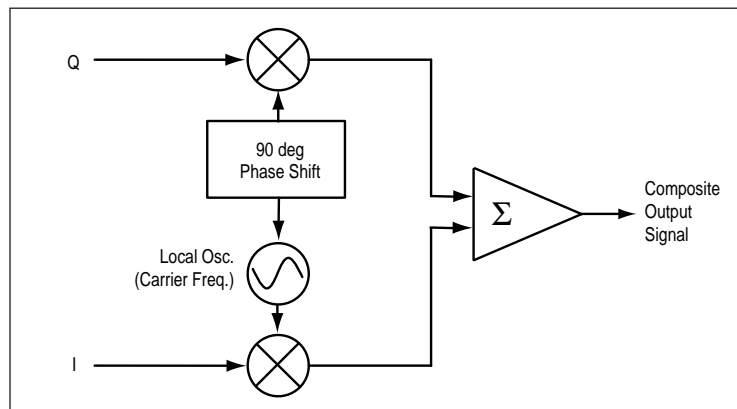 Q
90 deg
Phase Shift
Σ
Composite
Output
Signal
Local Osc.
(Carrier Freq.)
I